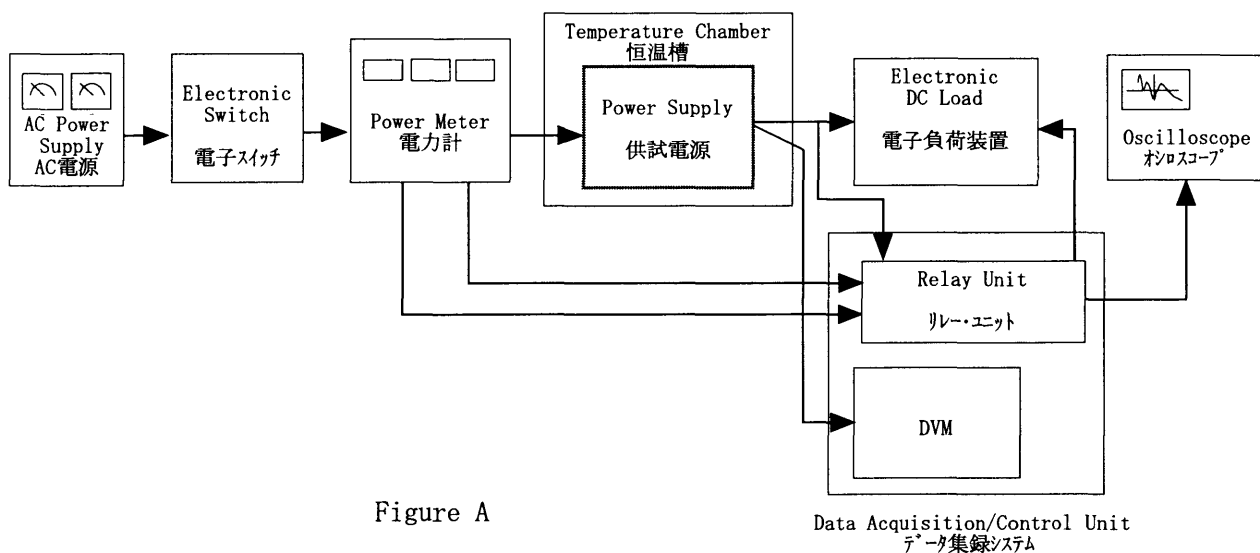 AC Power
Supply
AC電源
Electronic
Switch
電子スイッチ
Power Meter
電力計
Temperature Chamber
恒温槽
Power Supply
供試電源
Electronic
DC Load
電子負荷装置
Oscilloscope
オシロスコープ
Relay Unit
リレー・ユニット
DVM
Figure A
Data Acquisition/Control Unit
データ集録システム